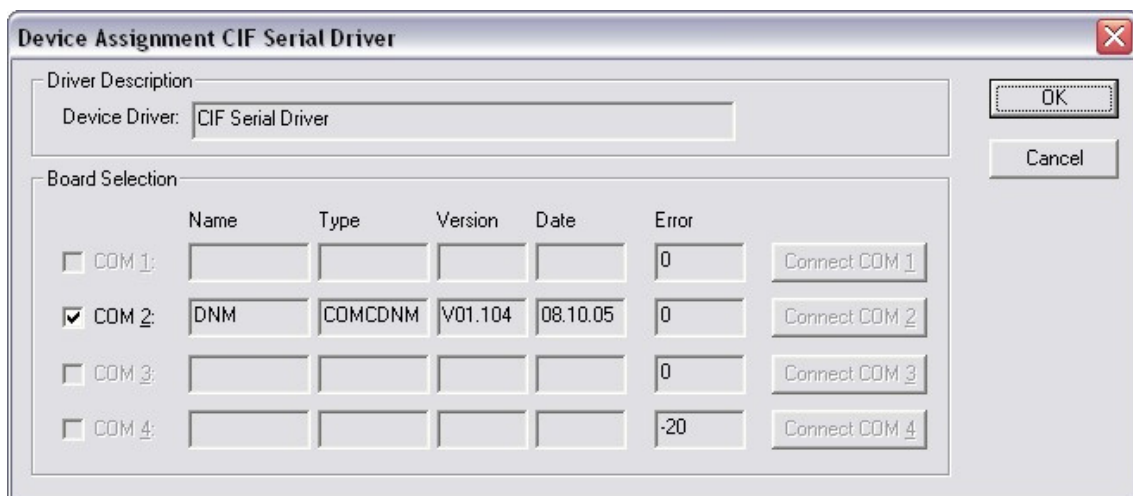 Device Assignment CIF Serial Driver
Driver Description
Device Driver: CIF Serial Driver
OK
Cancel
Board Selection
Name Type Version Date Error
COM 1: 0 Connect COM 1
COM 2: DNM COMCDNM V01.104 08.10.05 0 Connect COM 2
COM 3: 0 Connect COM 3
COM 4: -20 Connect COM 4